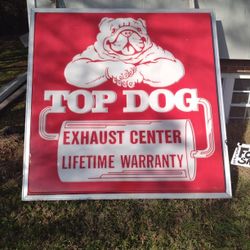 TOP DOG
EXHAUST CENTER
LIFETIME WARRANTY